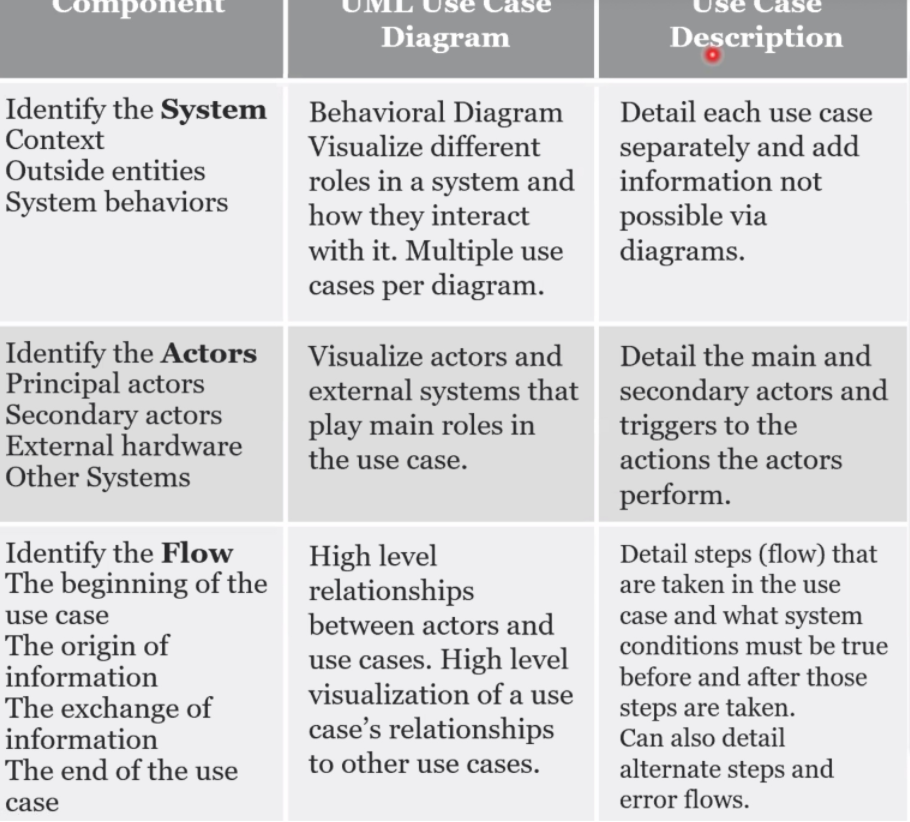 Component
UML Use Case
Diagram
Use Case
Description
Identify the System
Context
Outside entities
System behaviors
Behavioral Diagram
Visualize different
roles in a system and
how they interact
with it. Multiple use
cases per diagram.
Detail each use case
separately and add
information not
possible via
diagrams.
Identify the Actors
Principal actors
Secondary actors
External hardware
Other Systems
Visualize actors and
external systems that
play main roles in
the use case.
Detail the main and
secondary actors and
triggers to the
actions the actors
perform.
Identify the Flow
The beginning of the
use case
The origin of
information
The exchange of
information
The end of the use
case
High level
relationships
between actors and
use cases. High level
visualization of a use
case’s relationships
to other use cases.
Detail steps (flow) that
are taken in the use
case and what system
conditions must be true
before and after those
steps are taken.
Can also detail
alternate steps and
error flows.